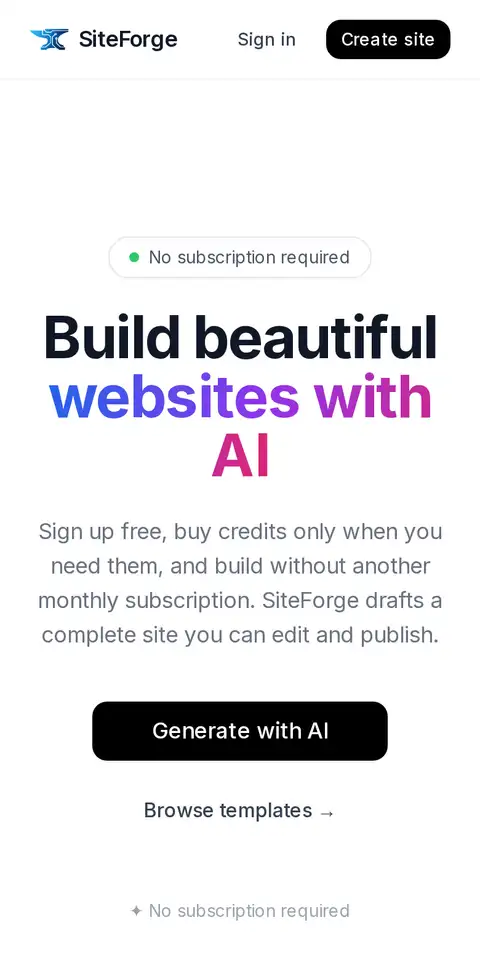 SiteForge
Sign in
Create site
No subscription required
Build beautiful
websites with
AI
Sign up free, buy credits only when you
need them, and build without another
monthly subscription. SiteForge drafts a
complete site you can edit and publish.
Generate with AI
Browse templates →
✦ No subscription required